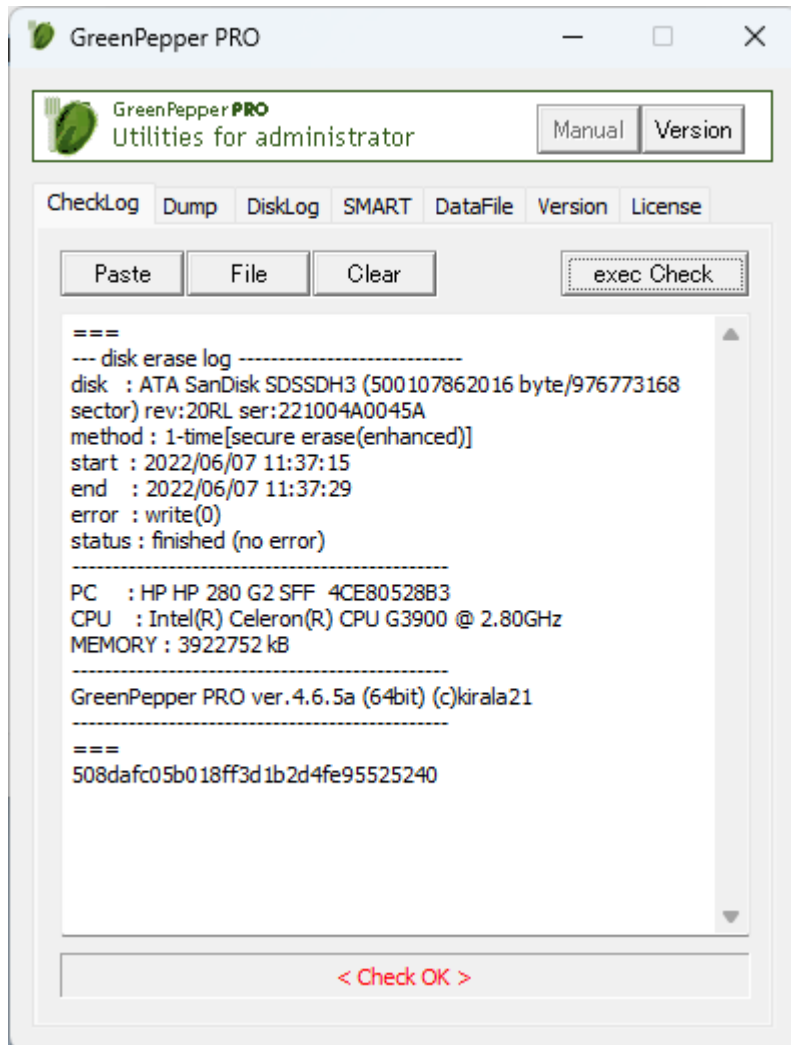 GreenPepper PRO
GreenPepper PRO
Utilities for administrator
Manual
Version
CheckLog Dump DiskLog SMART DataFile Version License
Paste File Clear exec Check
===
--- disk erase log ----------------------------
disk : ATA SanDisk SDSSDH3 (500107862016 byte/976773168
sector) rev:20RL ser:221004A0045A
method : 1-time[secure erase(enhanced)]
start : 2022/06/07 11:37:15
end : 2022/06/07 11:37:29
error : write(0)
status : finished (no error)
-----------------------------------------------
PC : HP HP 280 G2 SFF 4CE80528B3
CPU : Intel(R) Celeron(R) CPU G3900 @ 2.80GHz
MEMORY : 3922752 kB
-----------------------------------------------
GreenPepper PRO ver.4.6.5a (64bit) (c)kirala21
-----------------------------------------------
===
508dafc05b018ff3d1b2d4fe95525240
< Check OK >